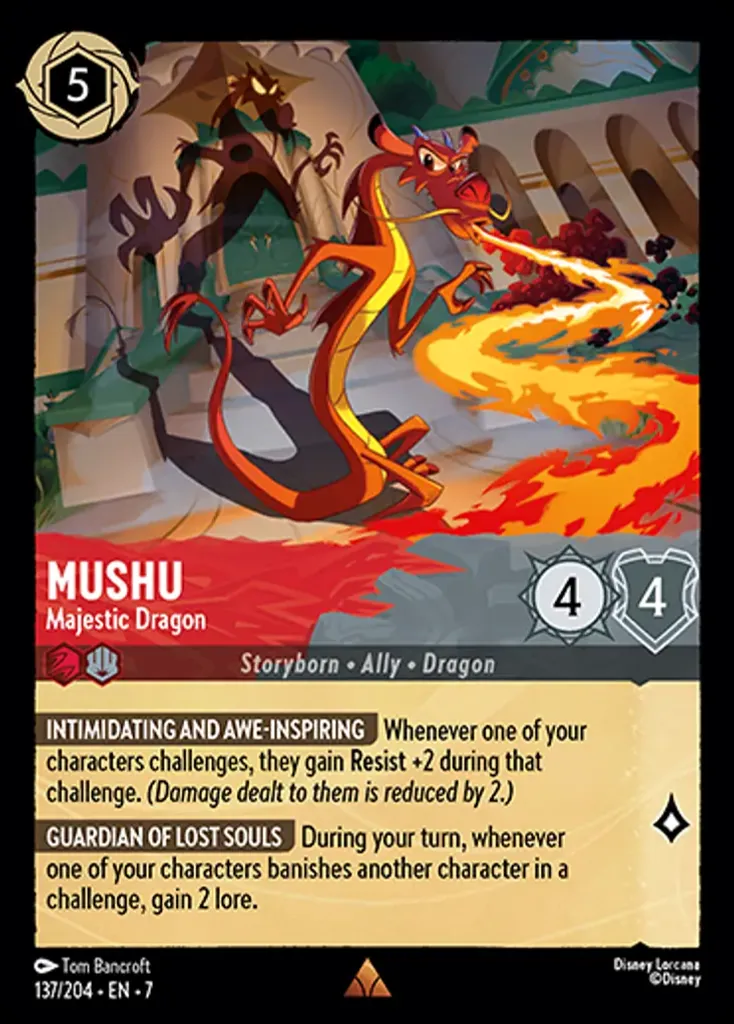 5
MUSHU
Majestic Dragon
4
4
Storyborn • Ally • Dragon
INTIMIDATING AND AWE-INSPIRING Whenever one of your
characters challenges, they gain Resist +2 during that
challenge. (Damage dealt to them is reduced by 2.)
GUARDIAN OF LOST SOULS During your turn, whenever
one of your characters banishes another character in a
challenge, gain 2 lore.
Tom Bancroft
137/204 • EN • 7
Disney Lorcana
©Disney